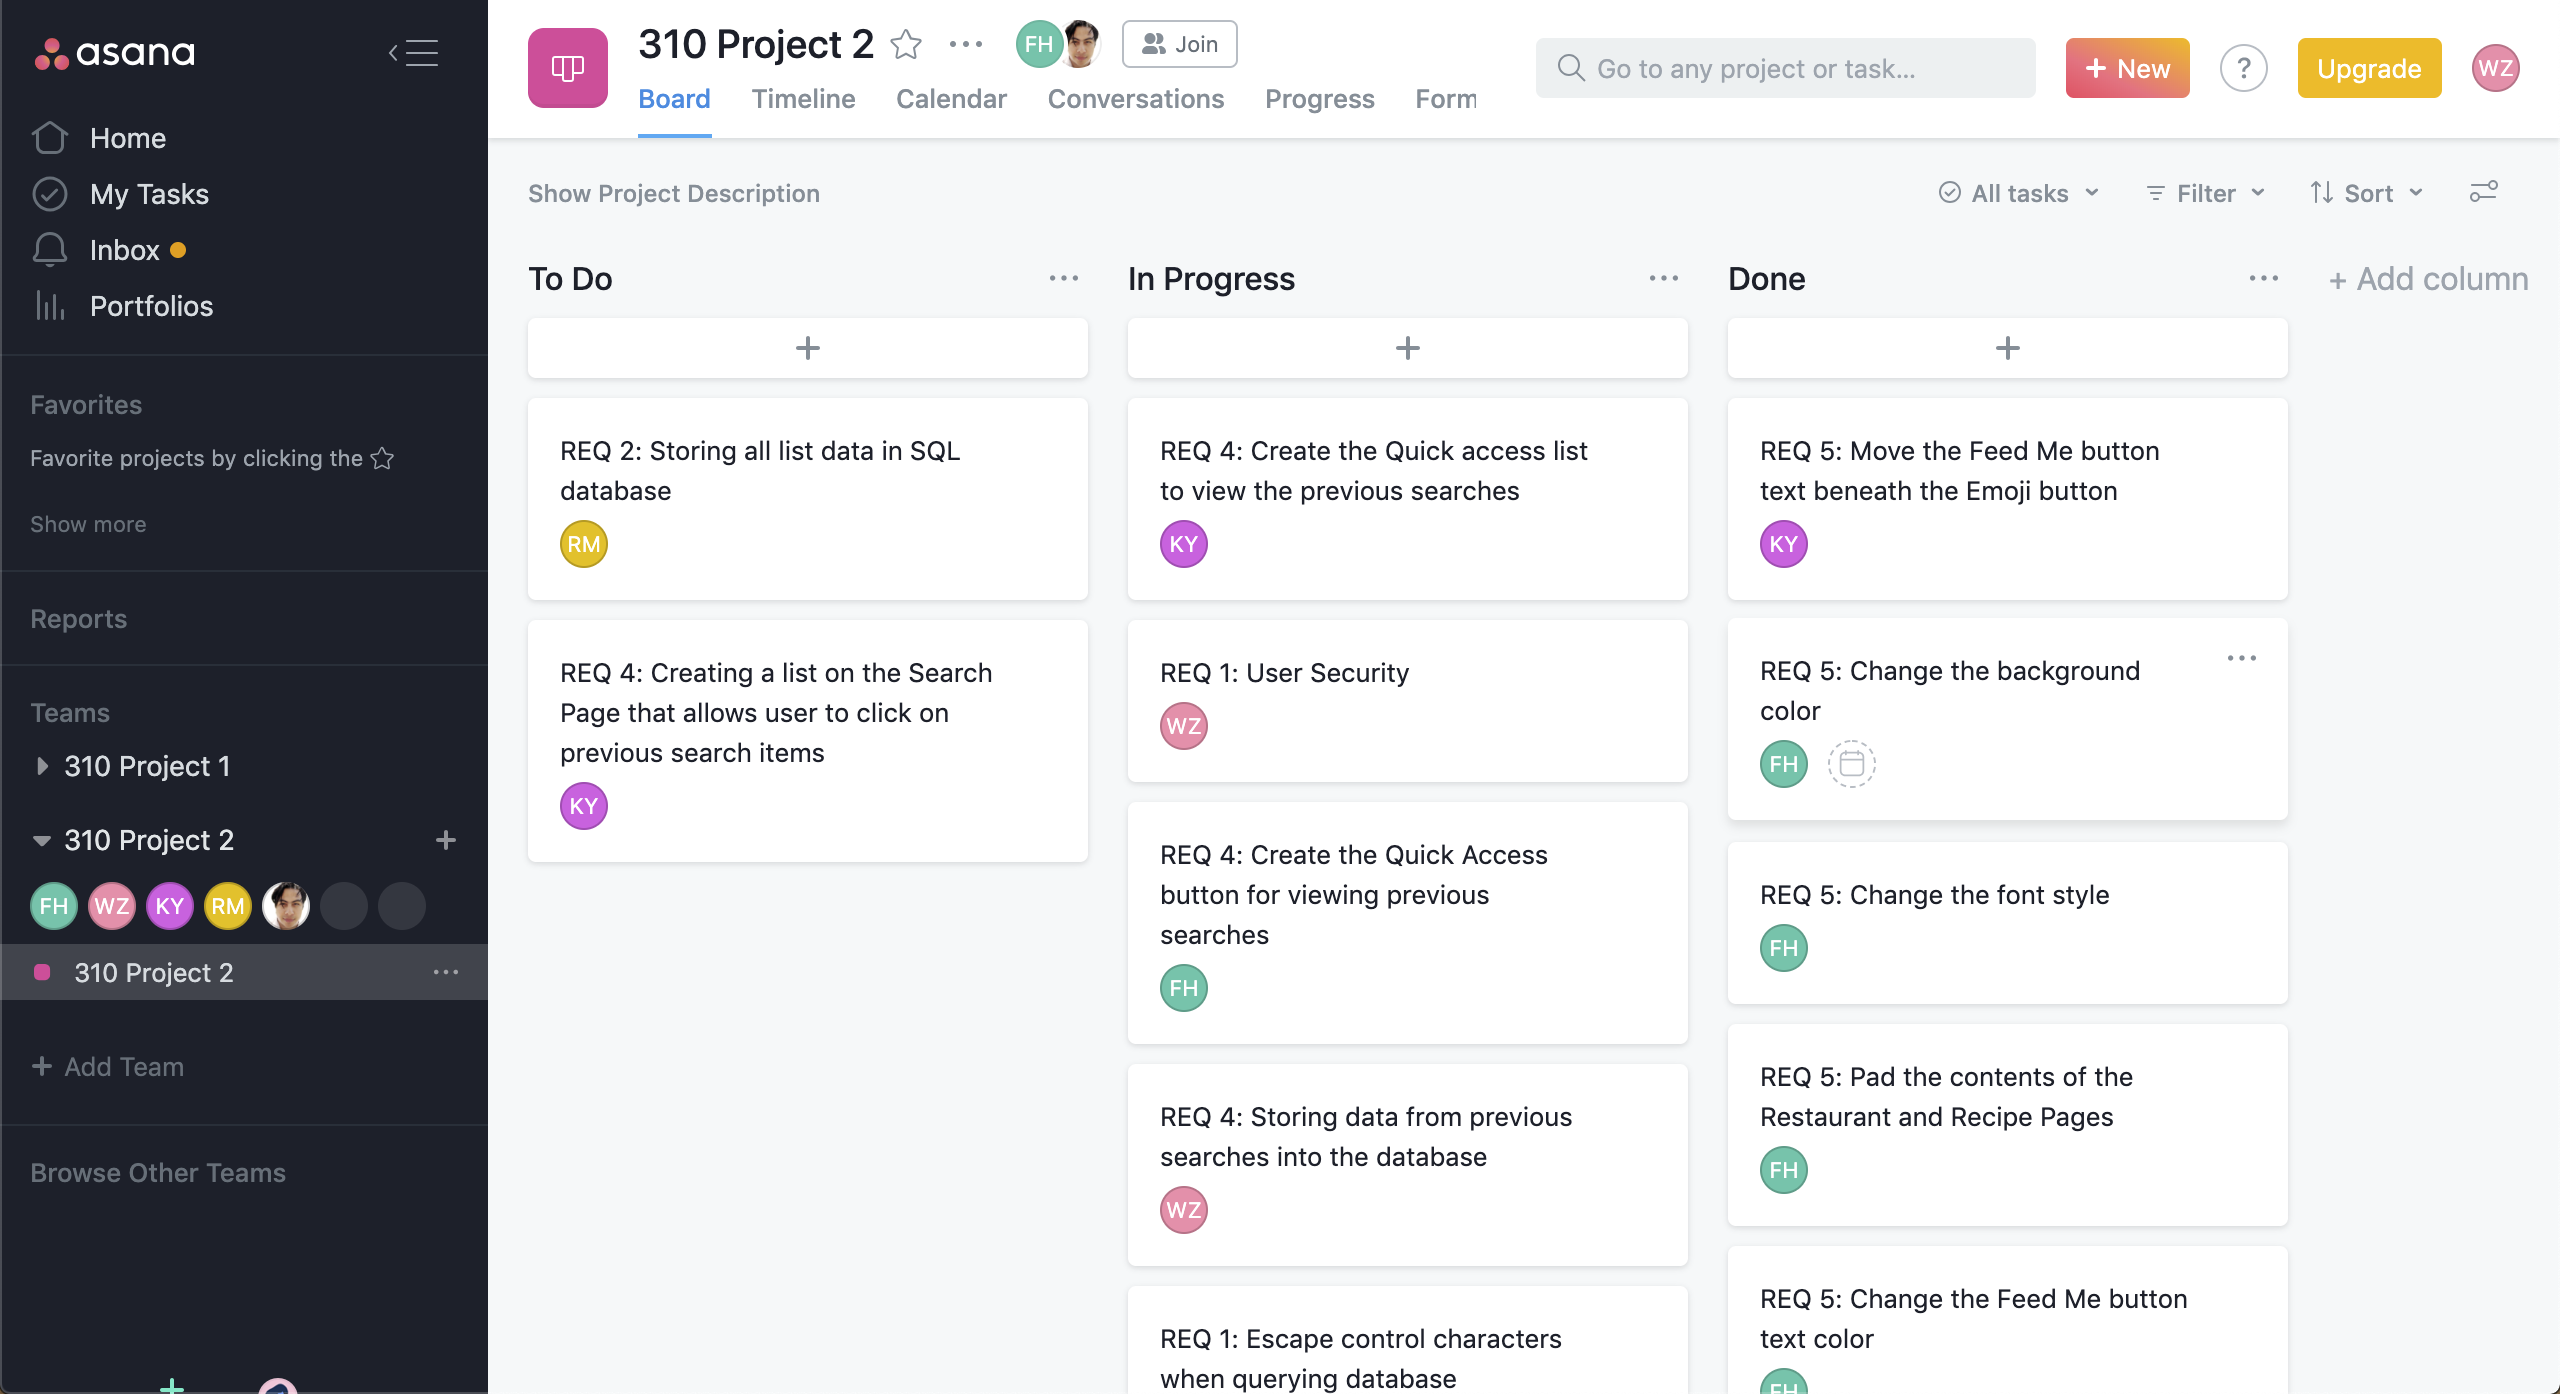 asana
Home
My Tasks
Inbox
Portfolios
Favorites
Favorite projects by clicking the
Show more
Reports
Teams
310 Project 1
310 Project 2
FH WZ KY RM
310 Project 2
+ Add Team
Browse Other Teams
310 Project 2
FH
Join
Board Timeline Calendar Conversations Progress Form
Go to any project or task...
+ New
?
Upgrade
WZ
Show Project Description
All tasks
Filter
Sort
To Do
REQ 2: Storing all list data in SQL
database
RM
REQ 4: Creating a list on the Search
Page that allows user to click on
previous search items
KY
In Progress
REQ 4: Create the Quick access list
to view the previous searches
KY
REQ 1: User Security
WZ
REQ 4: Create the Quick Access
button for viewing previous
searches
FH
REQ 4: Storing data from previous
searches into the database
WZ
REQ 1: Escape control characters
when querying database
Done
REQ 5: Move the Feed Me button
text beneath the Emoji button
KY
REQ 5: Change the background
color
FH
REQ 5: Change the font style
FH
REQ 5: Pad the contents of the
Restaurant and Recipe Pages
FH
REQ 5: Change the Feed Me button
text color
FH
+ Add column